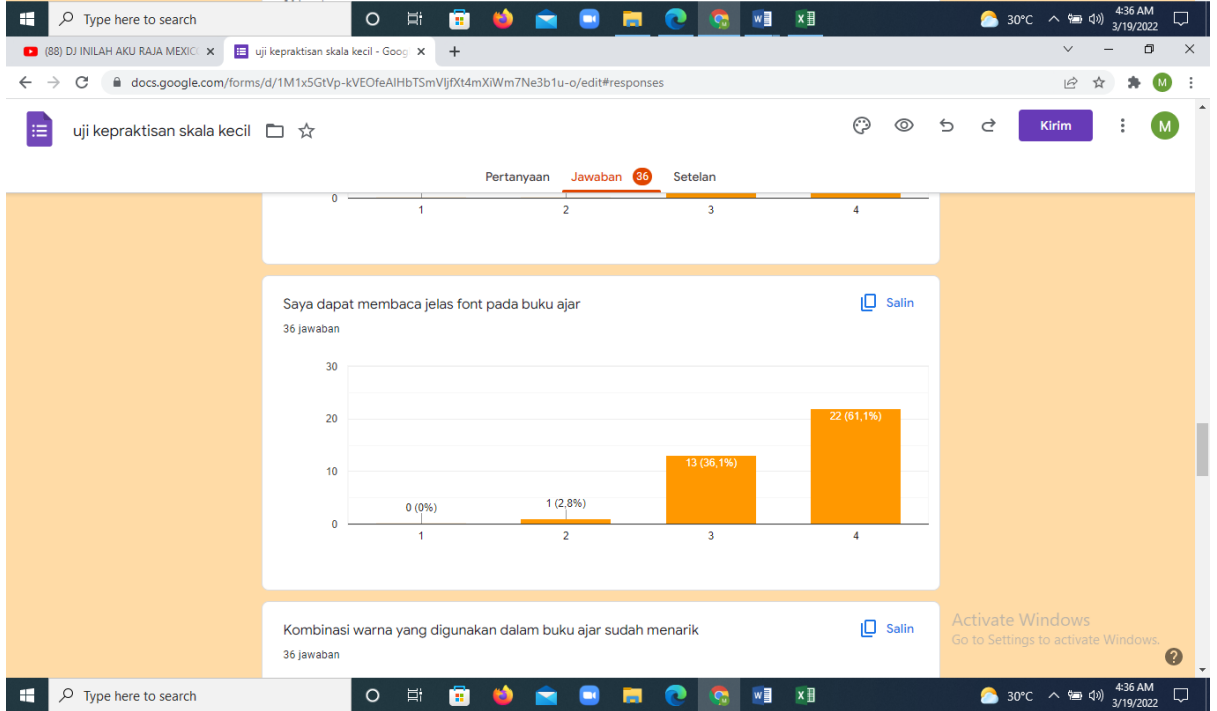 Type here to search
30°C
4:36 AM
3/19/2022
(88) DJ INILAH AKU RAJA MEXIC
uji kepraktisan skala kecil - Goog
docs.google.com/forms/d/1M1x5GtVp-kVEOfeAIHbTSmVIjfXt4mXiWm7Ne3b1u-o/edit#responses
M
uji kepraktisan skala kecil
Kirim
M
Pertanyaan
Jawaban 36
Setelan
0
1 2 3 4
Saya dapat membaca jelas font pada buku ajar
Salin
36 jawaban
30
20
10
0
0 (0%)
1 (2,8%)
13 (36,1%)
22 (61,1%)
1 2 3 4
Kombinasi warna yang digunakan dalam buku ajar sudah menarik
Salin
36 jawaban
Activate Windows
Go to Settings to activate Windows.
Type here to search
30°C
4:36 AM
3/19/2022